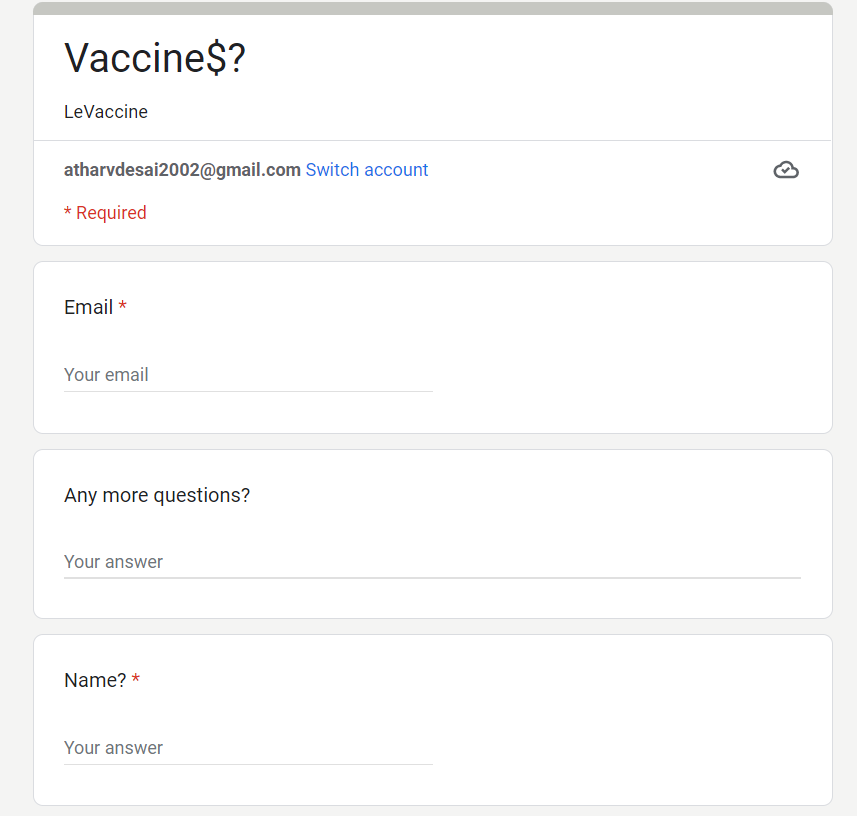 Vaccine$?
LeVaccine
atharvdesai2002@gmail.com Switch account
* Required
Email *
Your email
Any more questions?
Your answer
Name? *
Your answer